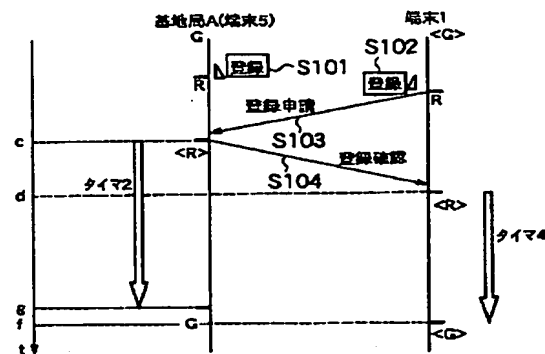 基地局A(端末5)
端末1
G
<G>
登録
S101
S102
登録
R
R
登録申請
S103
c
<R>
登録確認
S104
タイマ2
d
<R>
タイマ4
g
f
G
<G>
t